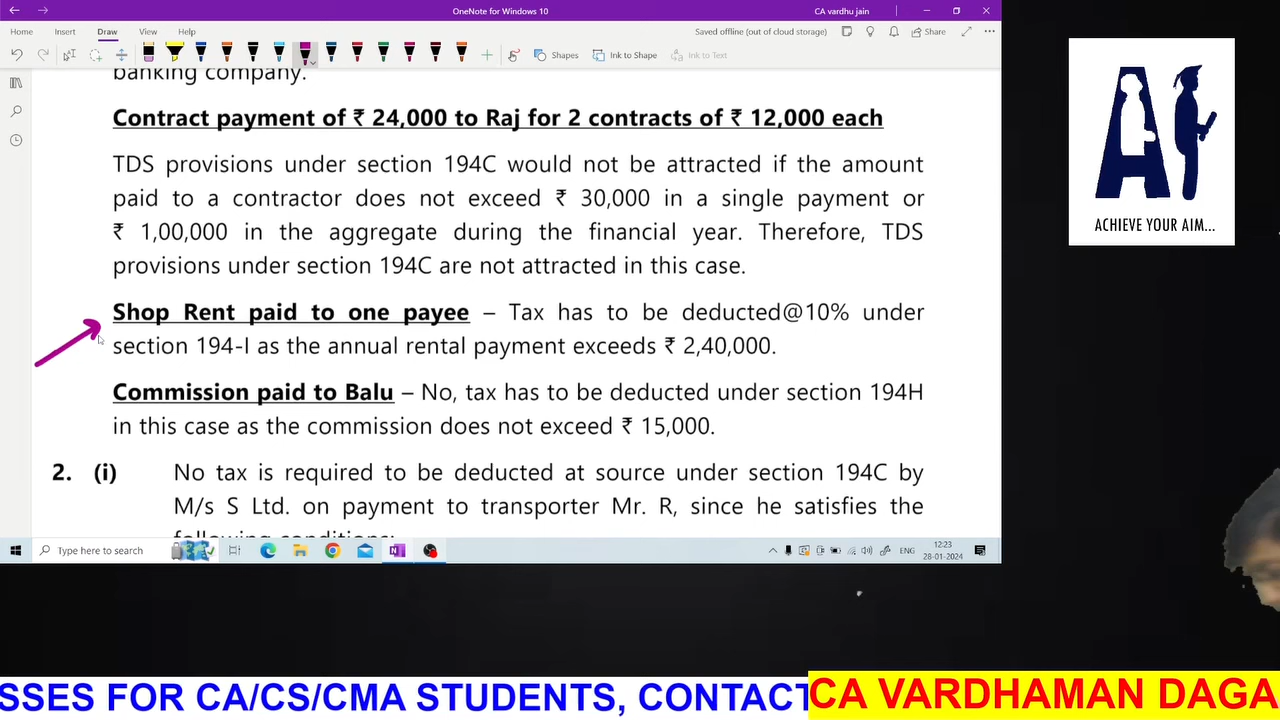 OneNote for Windows 10
CA vardhu jain
Home Insert Draw View Help
Saved offline (out of cloud storage) Share
Shapes Ink to Shape Ink to Text
banking company.
Contract payment of ₹ 24,000 to Raj for 2 contracts of ₹ 12,000 each
TDS provisions under section 194C would not be attracted if the amount
paid to a contractor does not exceed ₹ 30,000 in a single payment or
₹ 1,00,000 in the aggregate during the financial year. Therefore, TDS
provisions under section 194C are not attracted in this case.
Shop Rent paid to one payee – Tax has to be deducted@10% under
section 194-I as the annual rental payment exceeds ₹ 2,40,000.
Commission paid to Balu – No, tax has to be deducted under section 194H
in this case as the commission does not exceed ₹ 15,000.
2. (i) No tax is required to be deducted at source under section 194C by
M/s S Ltd. on payment to transporter Mr. R, since he satisfies the
following conditions:
Type here to search
ENG
12:23
28-01-2024
AI
ACHIEVE YOUR AIM...
SSES FOR CA/CS/CMA STUDENTS, CONTACT
CA VARDHAMAN DAGA